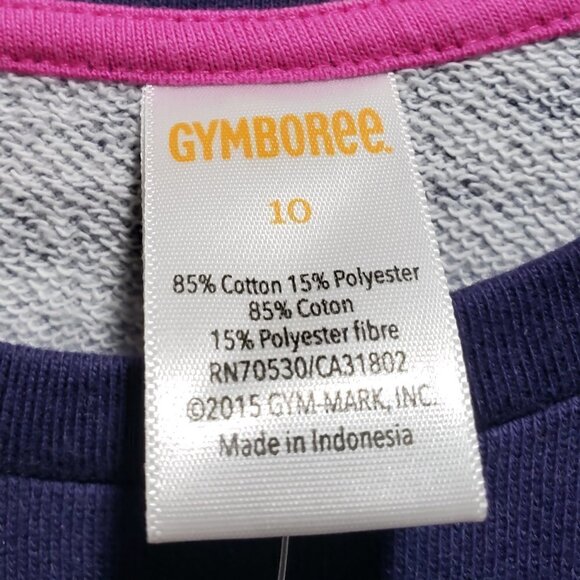 GYMBOREE
10
85% Cotton 15% Polyester
85% Coton
15% Polyester fibre
RN70530/CA31802
©2015 GYM-MARK, INC.
Made in Indonesia